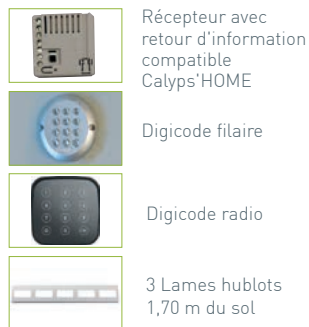 Récepteur avec
retour d'information
compatible
Calyps'HOME
Digicode filaire
Digicode radio
3 Lames hublots
1,70 m du sol